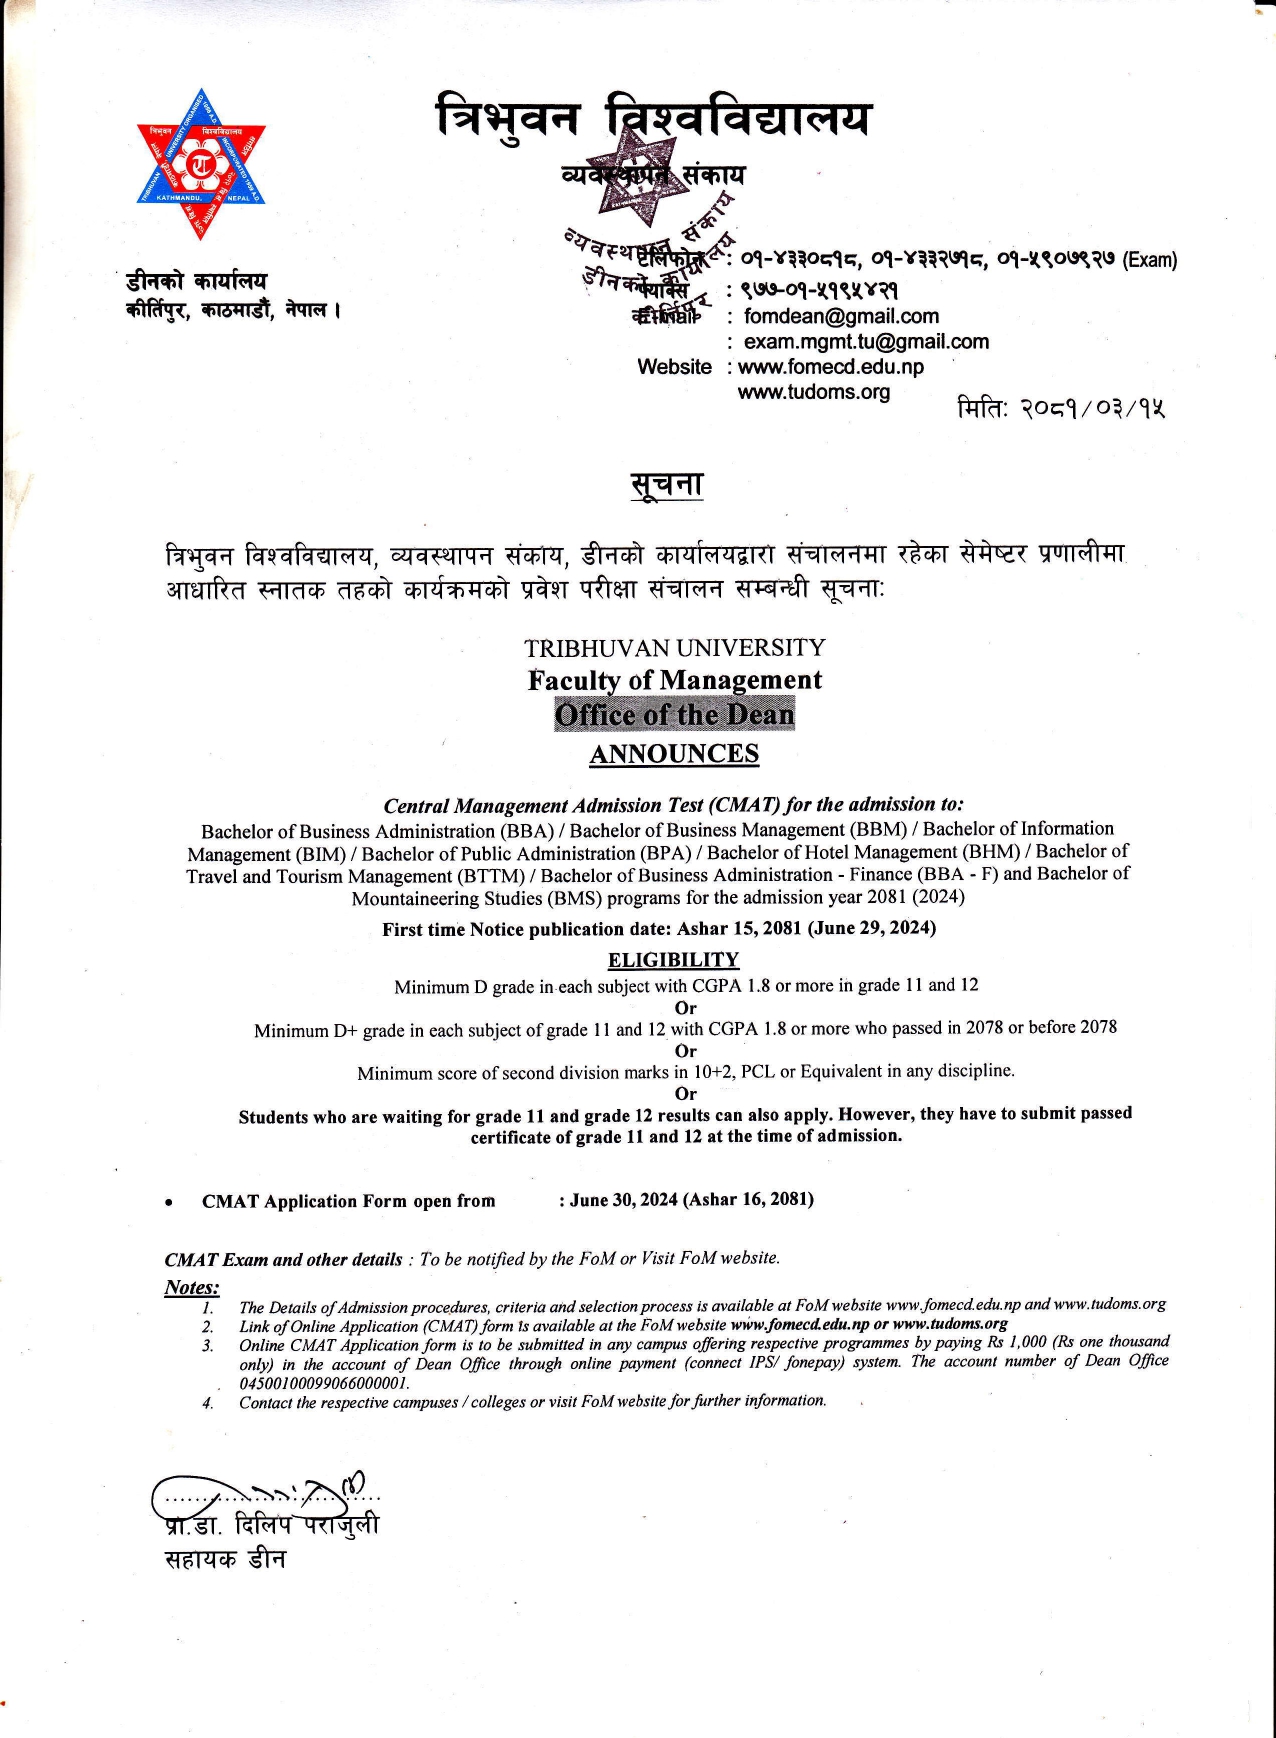 त्रिभुवन विश्वविद्यालय
व्यवस्थापन संकाय
व्यवस्थापन संकाय
डीनको कार्यालय
कीर्तिपुर
TRIBHUVAN UNIVERSITY ORGANISED 1956 A.D. INCORPORATED 1959 A.D.
KATHMANDU, NEPAL
त्रिभुवन विश्वविद्यालय
डीनको कार्यालय
कीर्तिपुर, काठमाडौं, नेपाल ।
टेलिफोन : ०१-४३३०८१८, ०१-४३३२७१८, ०१-५९०७९२७ (Exam)
फ्याक्स : ९७७-०१-५१९५४२१
E-mail : fomdean@gmail.com
: exam.mgmt.tu@gmail.com
Website : www.fomecd.edu.np
www.tudoms.org
मितिः २०८१/०३/१५
सूचना
त्रिभुवन विश्वविद्यालय, व्यवस्थापन संकाय, डीनको कार्यालयद्वारा संचालनमा रहेका सेमेष्टर प्रणालीमा
आधारित स्नातक तहको कार्यक्रमको प्रवेश परीक्षा संचालन सम्बन्धी सूचनाः
TRIBHUVAN UNIVERSITY
Faculty of Management
Office of the Dean
ANNOUNCES
Central Management Admission Test (CMAT) for the admission to:
Bachelor of Business Administration (BBA) / Bachelor of Business Management (BBM) / Bachelor of Information
Management (BIM) / Bachelor of Public Administration (BPA) / Bachelor of Hotel Management (BHM) / Bachelor of
Travel and Tourism Management (BTTM) / Bachelor of Business Administration - Finance (BBA - F) and Bachelor of
Mountaineering Studies (BMS) programs for the admission year 2081 (2024)
First time Notice publication date: Ashar 15, 2081 (June 29, 2024)
ELIGIBILITY
Minimum D grade in each subject with CGPA 1.8 or more in grade 11 and 12
Or
Minimum D+ grade in each subject of grade 11 and 12 with CGPA 1.8 or more who passed in 2078 or before 2078
Or
Minimum score of second division marks in 10+2, PCL or Equivalent in any discipline.
Or
Students who are waiting for grade 11 and grade 12 results can also apply. However, they have to submit passed
certificate of grade 11 and 12 at the time of admission.
• CMAT Application Form open from : June 30, 2024 (Ashar 16, 2081)
CMAT Exam and other details : To be notified by the FoM or Visit FoM website.
Notes:
1. The Details of Admission procedures, criteria and selection process is available at FoM website www.fomecd.edu.np and www.tudoms.org
2. Link of Online Application (CMAT) form is available at the FoM website www.fomecd.edu.np or www.tudoms.org
3. Online CMAT Application form is to be submitted in any campus offering respective programmes by paying Rs 1,000 (Rs one thousand
only) in the account of Dean Office through online payment (connect IPS/ fonepay) system. The account number of Dean Office
04500100099066000001.
4. Contact the respective campuses / colleges or visit FoM website for further information.
प्रा.डा. दिलिप पराजुली
सहायक डीन